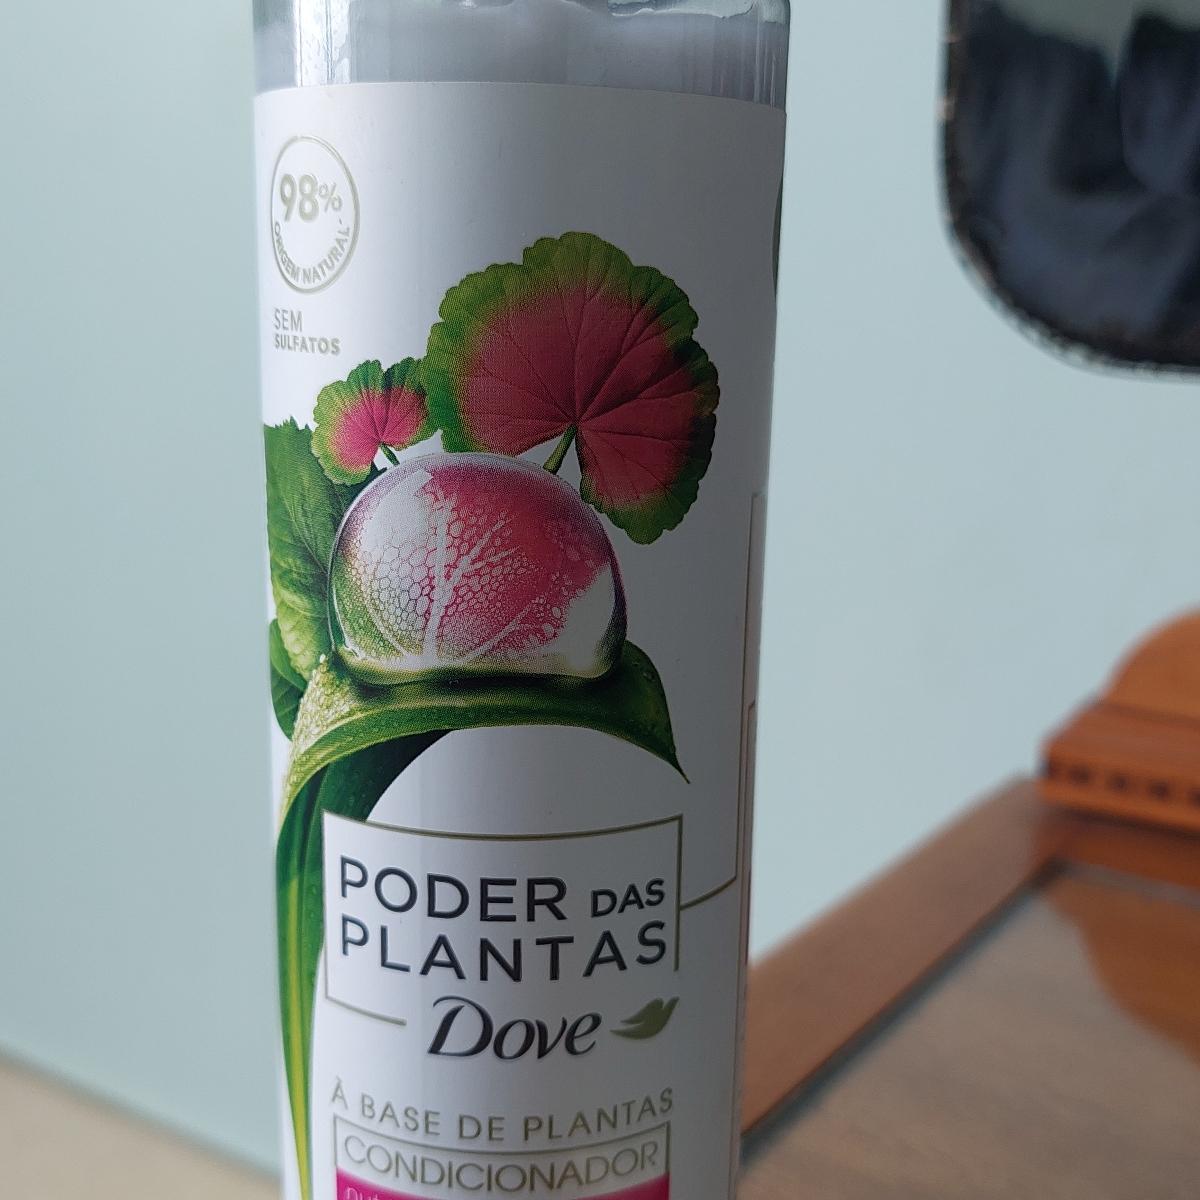 98%
ORIGEM NATURAL*
SEM
SULFATOS
PODER DAS
PLANTAS
Dove
À BASE DE PLANTAS
CONDICIONADOR